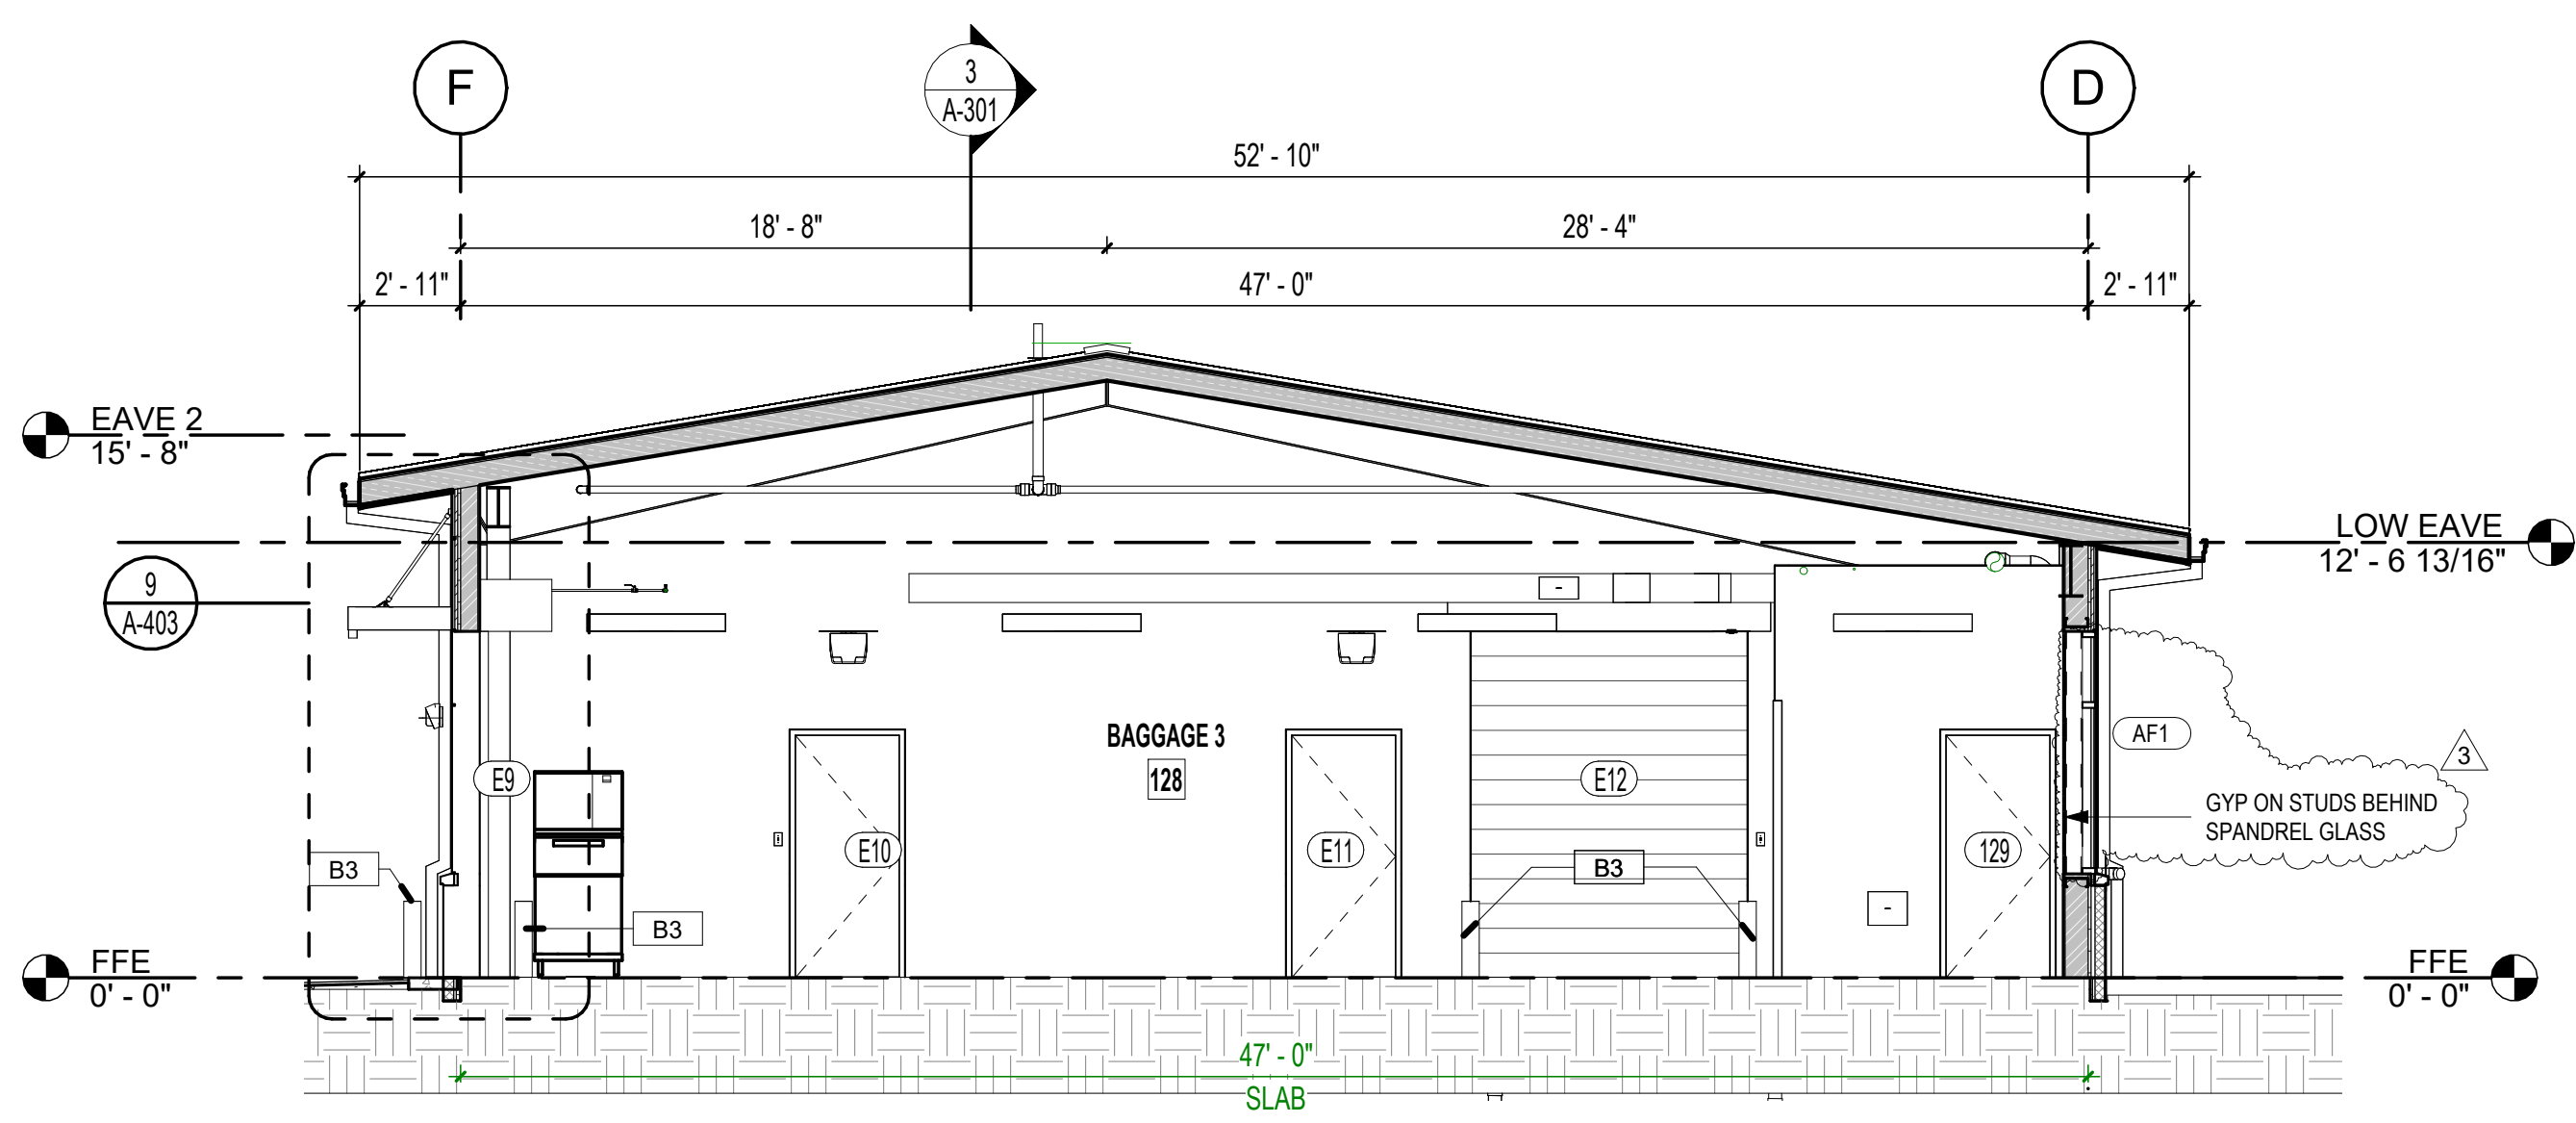 F
3
A-301
D
52' - 10"
18' - 8"
28' - 4"
2' - 11"
47' - 0"
2' - 11"
EAVE 2
15' - 8"
LOW EAVE
12' - 6 13/16"
9
A-403
BAGGAGE 3
128
AF1
3
E9
E12
GYP ON STUDS BEHIND
SPANDREL GLASS
E10
E11
129
B3
B3
B3
FFE
0' - 0"
FFE
0' - 0"
47' - 0"
SLAB